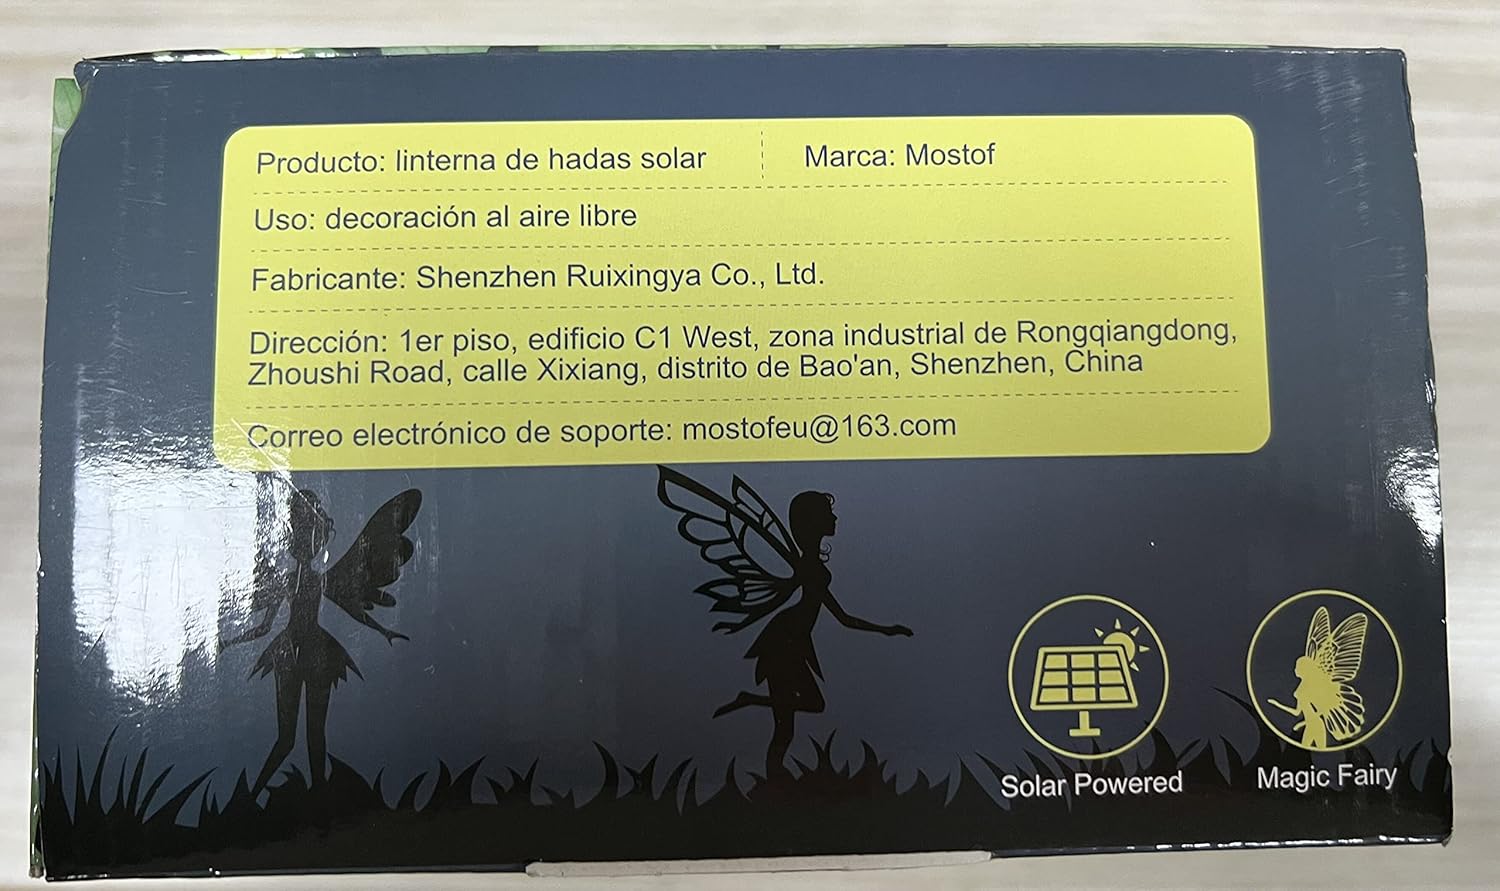 Producto: linterna de hadas solar Marca: Mostof
Uso: decoración al aire libre
Fabricante: Shenzhen Ruixingya Co., Ltd.
Dirección: 1er piso, edificio C1 West, zona industrial de Rongqiangdong,
Zhoushi Road, calle Xixiang, distrito de Bao'an, Shenzhen, China
Correo electrónico de soporte: mostofeu@163.com
Solar Powered
Magic Fairy